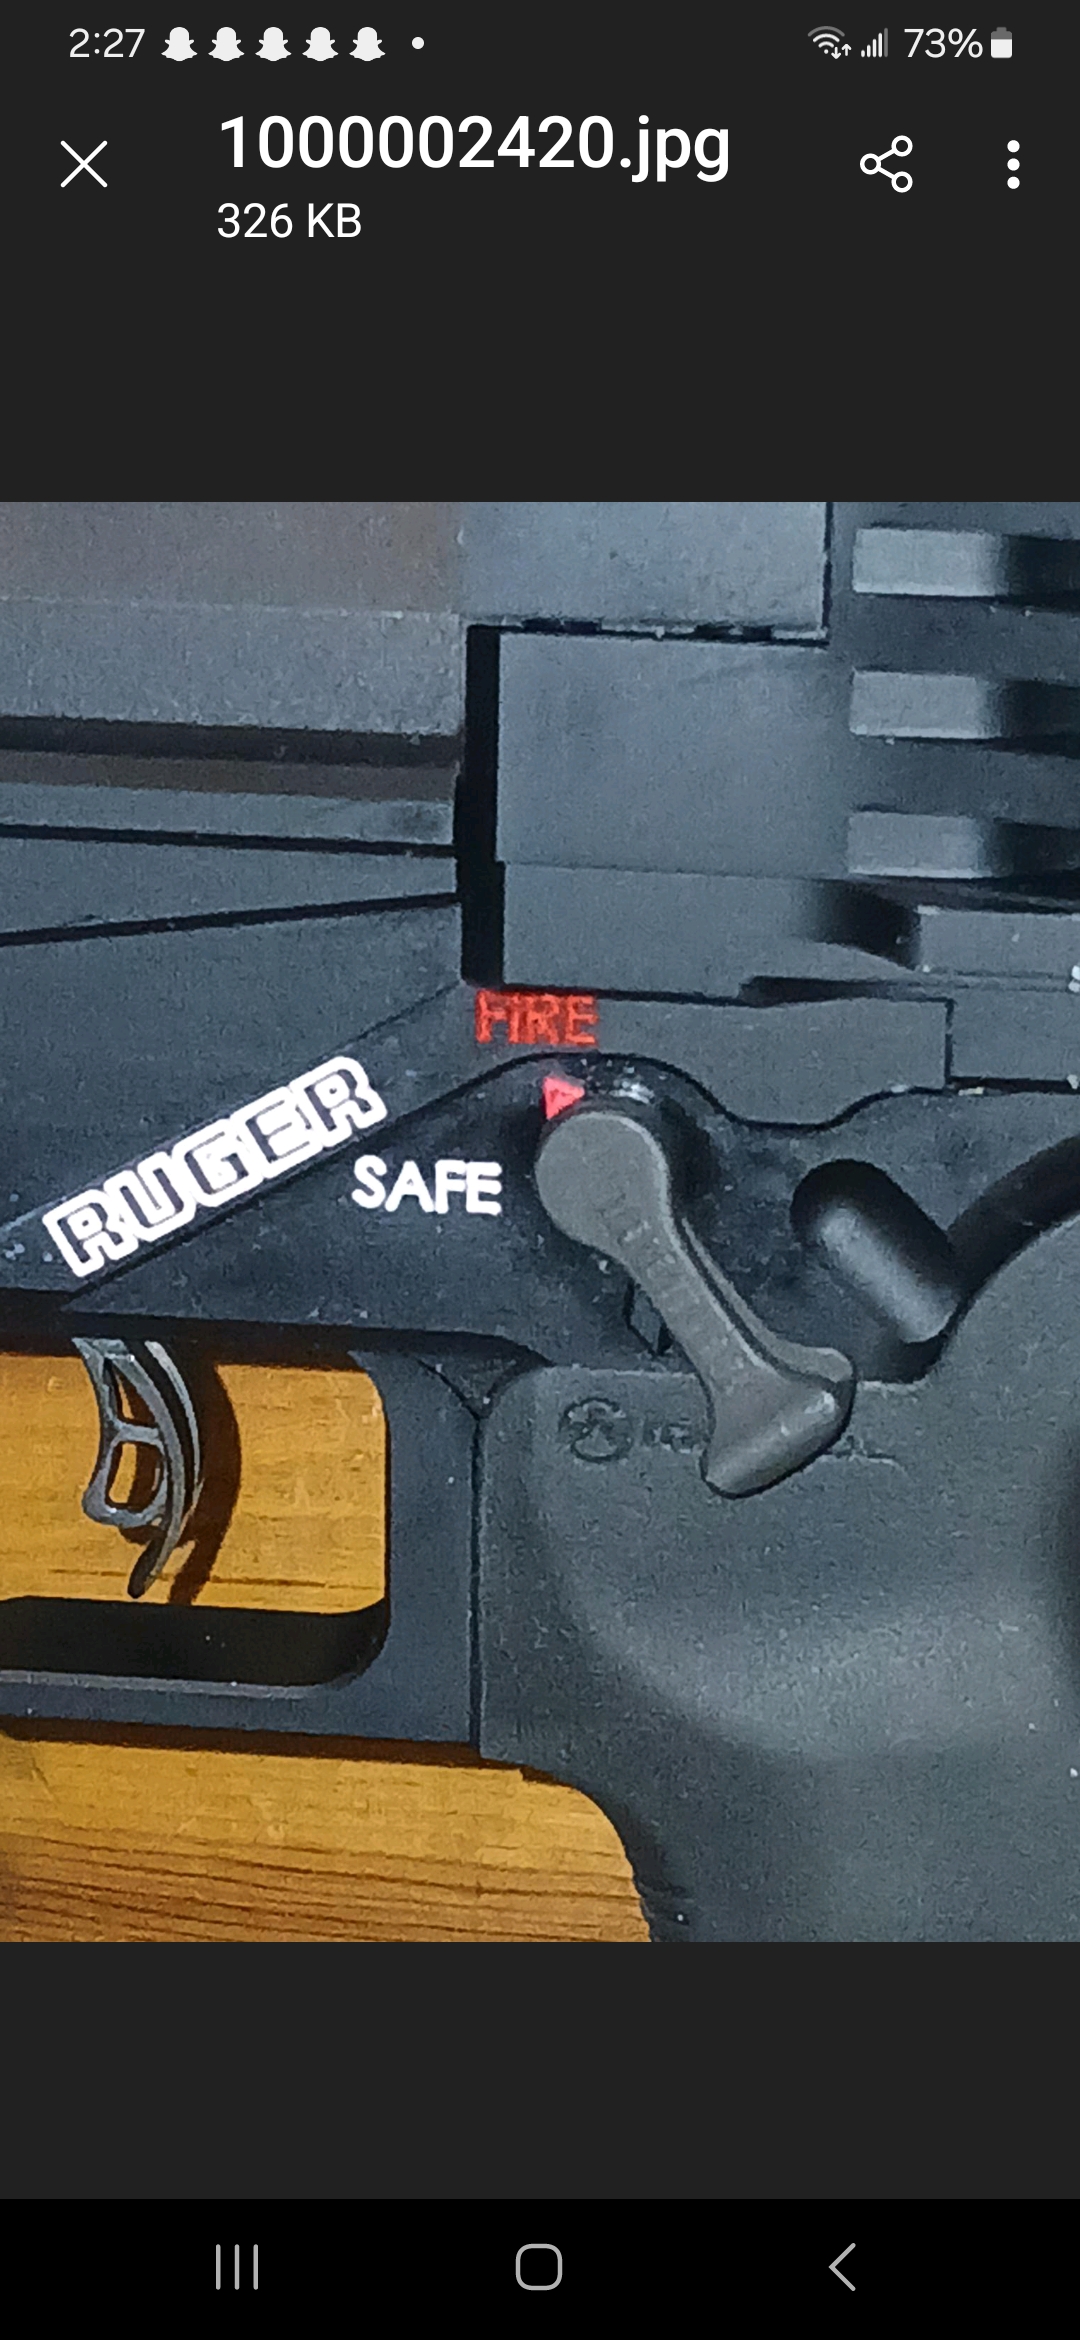 2:27 73%
1000002420.jpg
326 KB
FIRE
RUGER
SAFE